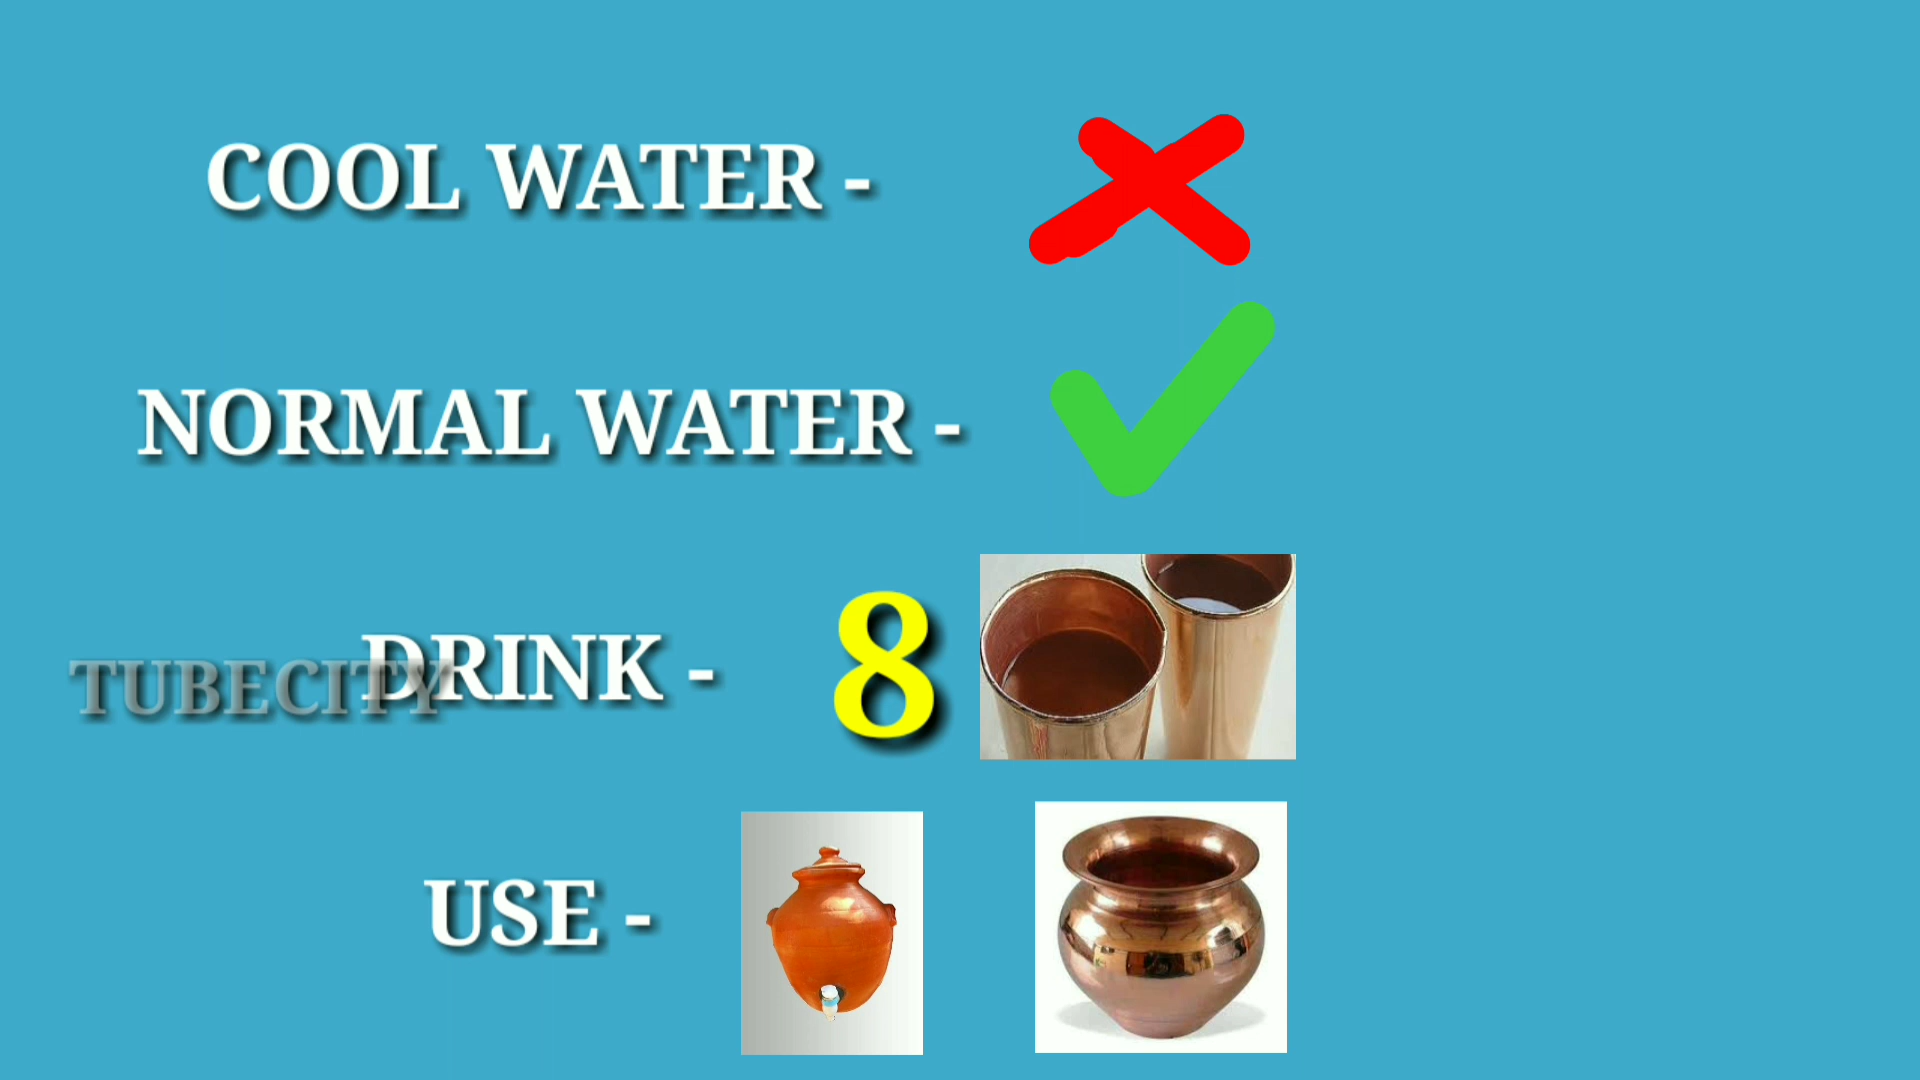 COOL WATER -
NORMAL WATER -
DRINK - 8
TUBECITY
USE -